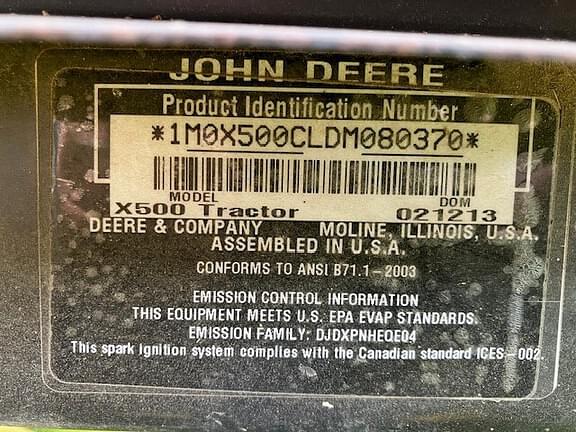 JOHN DEERE
Product Identification Number
*1M0X500CLDM080370*
MODEL DOM
X500 Tractor 021213
DEERE & COMPANY MOLINE, ILLINOIS, U.S.A.
ASSEMBLED IN U.S.A.
CONFORMS TO ANSI B71.1-2003
EMISSION CONTROL INFORMATION
THIS EQUIPMENT MEETS U.S. EPA EVAP STANDARDS.
EMISSION FAMILY: DJDXPNHEQE04
This spark ignition system complies with the Canadian standard ICES-002.